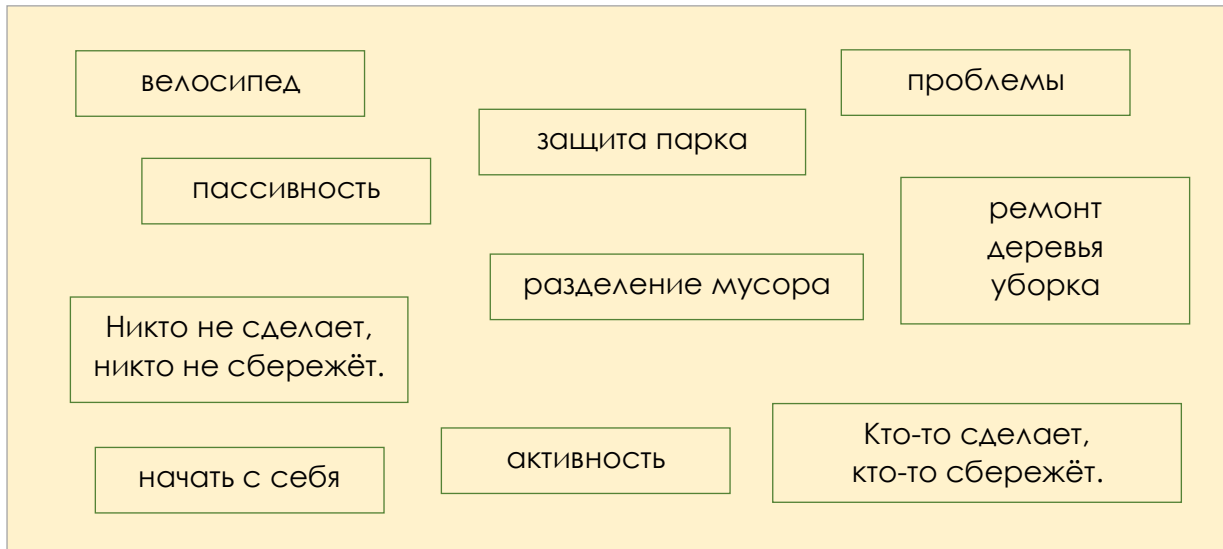 велосипед
проблемы
защита парка
пассивность
ремонт
деревья
уборка
разделение мусора
Никто не сделает,
никто не сбережёт.
Кто-то сделает,
кто-то сбережёт.
активность
начать с себя